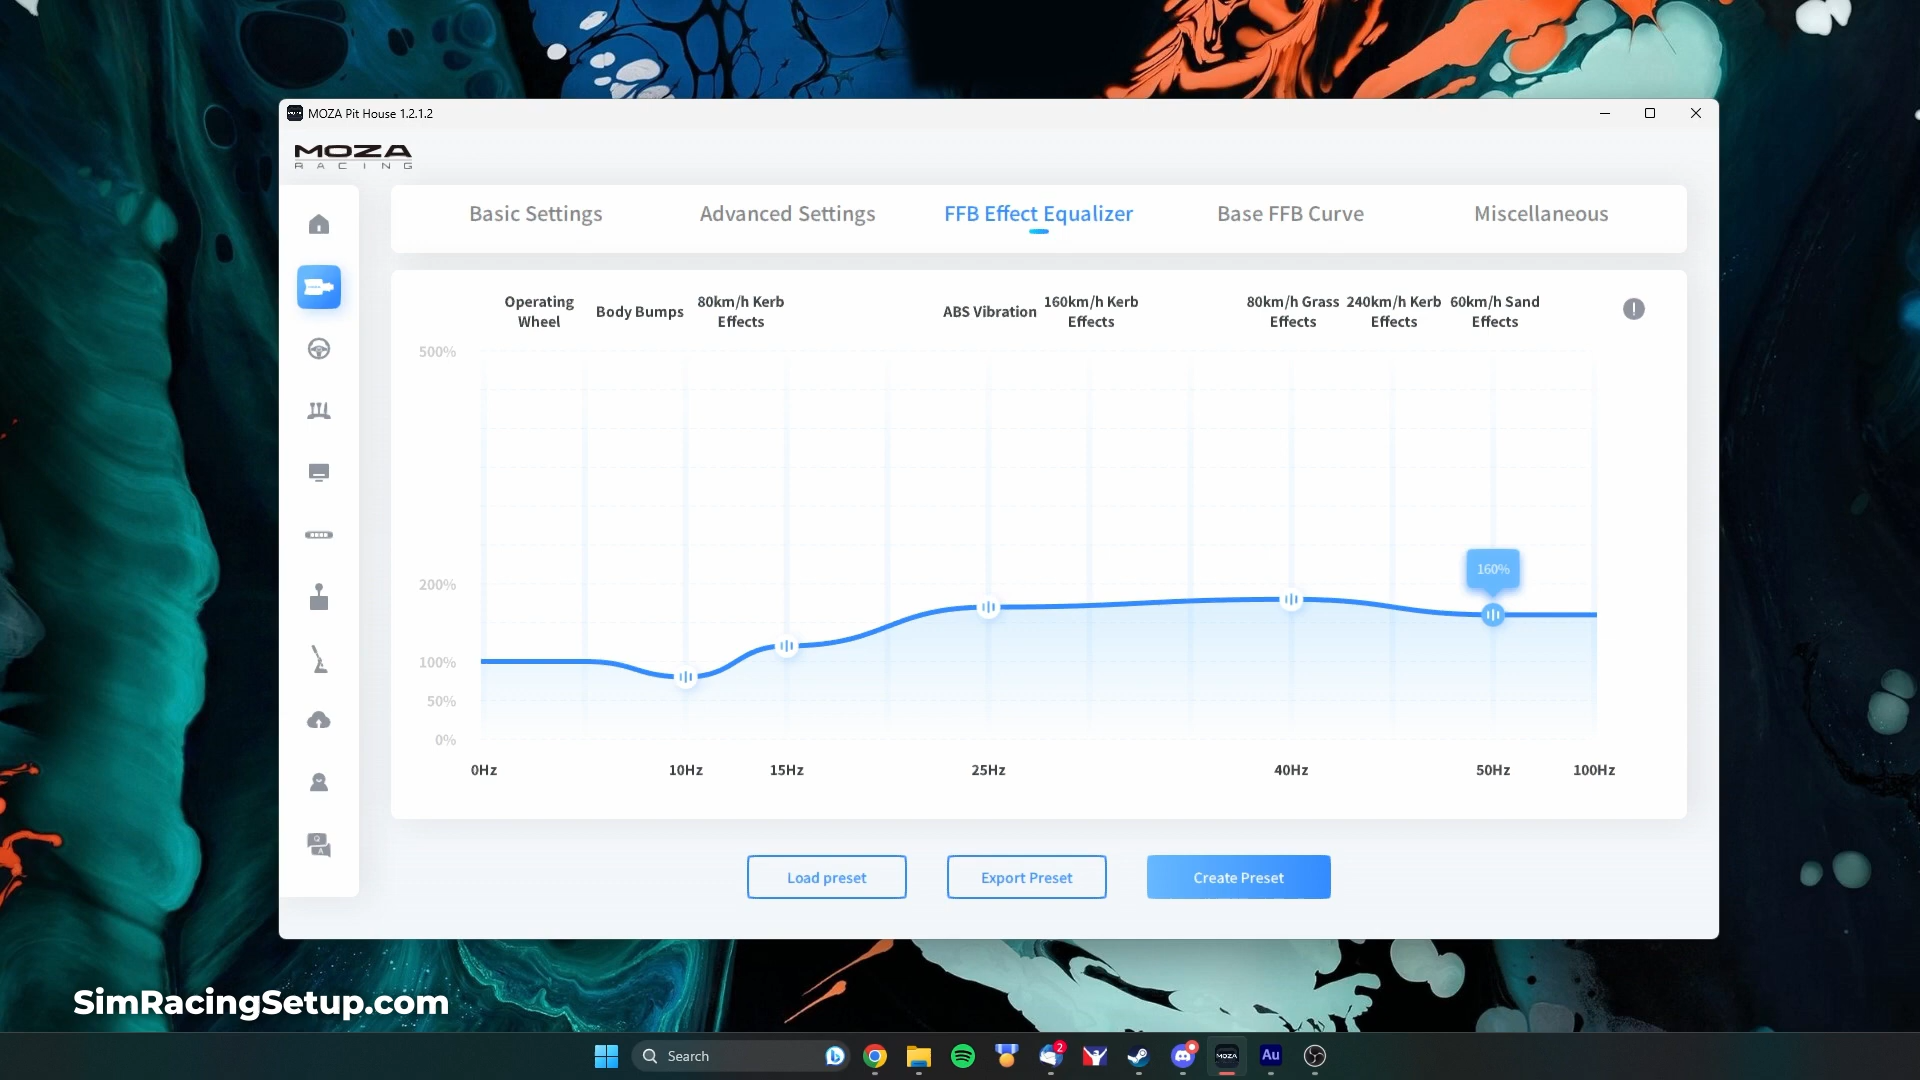 MOZA Pit House 1.2.1.2
MOZA
RACING
Basic Settings
Advanced Settings
FFB Effect Equalizer
Base FFB Curve
Miscellaneous
Operating
Wheel
Body Bumps
80km/h Kerb
Effects
ABS Vibration
160km/h Kerb
Effects
80km/h Grass
Effects
240km/h Kerb
Effects
60km/h Sand
Effects
!
500%
200%
160%
100%
50%
0%
0Hz
10Hz
15Hz
25Hz
40Hz
50Hz
100Hz
Q
A
Load preset
Export Preset
Create Preset
SimRacingSetup.com
Search
2
MOZA
Au